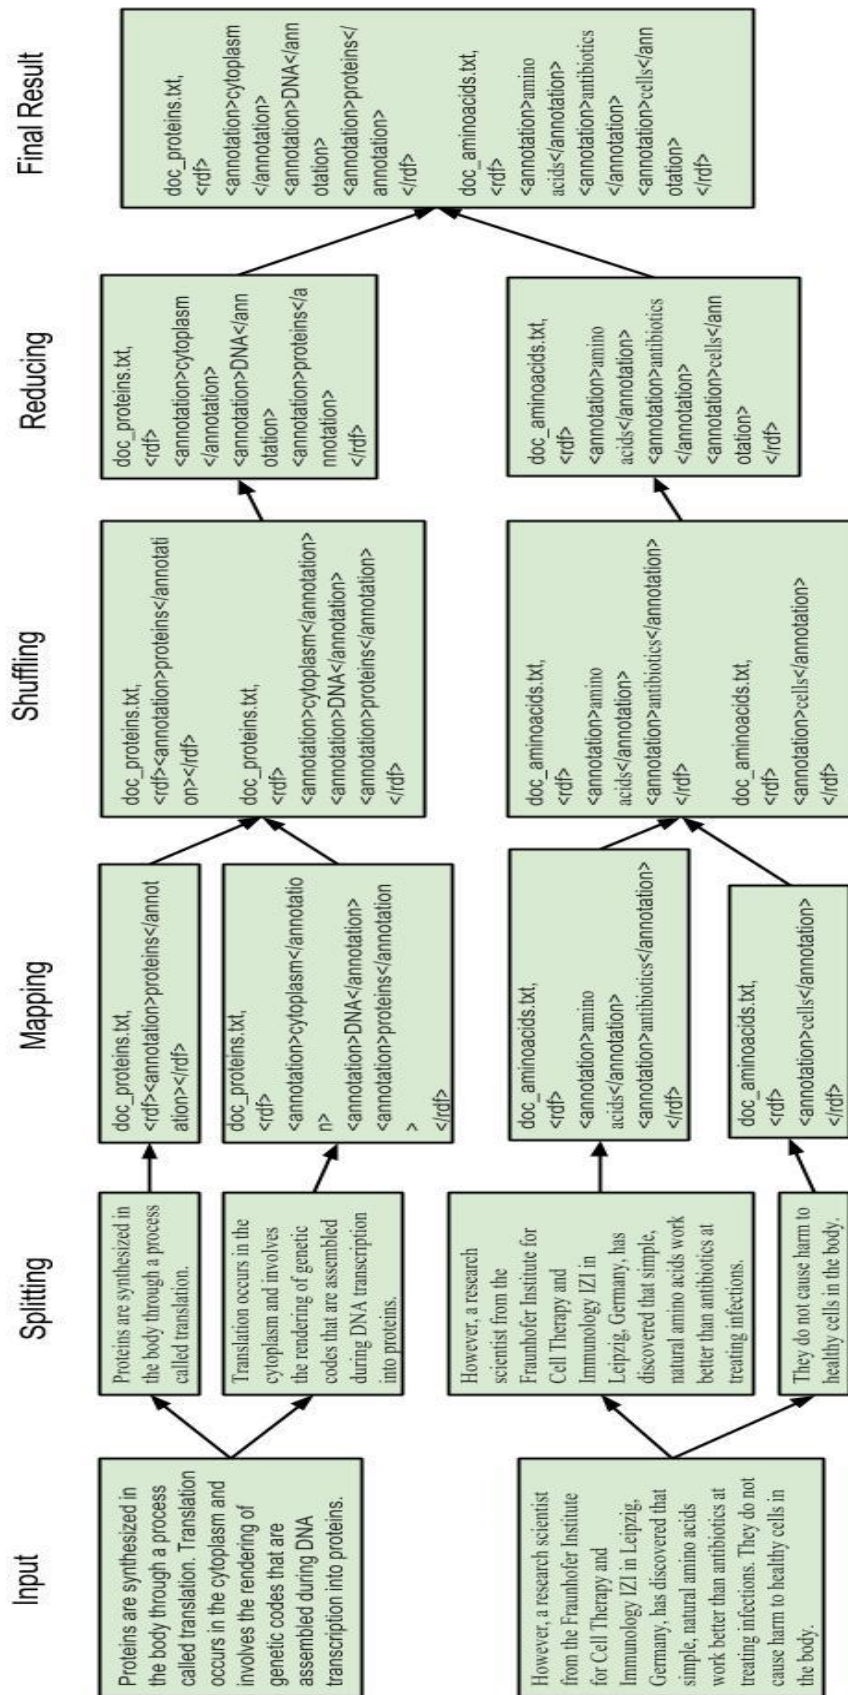 Input
Splitting
Mapping
Shuffling
Reducing
Final Result
Proteins are synthesized in
the body through a process
called translation. Translation
occurs in the cytoplasm and
involves the rendering of
genetic codes that are
assembled during DNA
transcription into proteins.
However, a research scientist
from the Fraunhofer Institute
for Cell Therapy and
Immunology IZI in Leipzig,
Germany, has discovered that
simple, natural amino acids
work better than antibiotics at
treating infections. They do not
cause harm to healthy cells in
the body.
Proteins are synthesized in
the body through a process
called translation.
Translation occurs in the
cytoplasm and involves
the rendering of genetic
codes that are assembled
during DNA transcription
into proteins.
However, a research
scientist from the
Fraunhofer Institute for
Cell Therapy and
Immunology IZI in
Leipzig, Germany, has
discovered that simple,
natural amino acids work
better than antibiotics at
treating infections.
They do not cause harm to
healthy cells in the body.
doc_proteins.txt,
<rdf><annotation>proteins</annot
ation></rdf>
doc_proteins.txt,
<rdf>
<annotation>cytoplasm</annotatio
n>
<annotation>DNA</annotation>
<annotation>proteins</annotation
>
</rdf>
doc_aminoacids.txt,
<rdf>
<annotation>amino
acids</annotation>
<annotation>antibiotics</annotation>
</rdf>
doc_aminoacids.txt,
<rdf>
<annotation>cells</annotation>
</rdf>
doc_proteins.txt,
<rdf><annotation>proteins</annotati
on></rdf>
doc_proteins.txt,
<rdf>
<annotation>cytoplasm</annotation>
<annotation>DNA</annotation>
<annotation>proteins</annotation>
</rdf>
doc_aminoacids.txt,
<rdf>
<annotation>amino
acids</annotation>
<annotation>antibiotics</annotation>
</rdf>
doc_aminoacids.txt,
<rdf>
<annotation>cells</annotation>
</rdf>
doc_proteins.txt,
<rdf>
<annotation>cytoplasm
</annotation>
<annotation>DNA</ann
otation>
<annotation>proteins</a
nnotation>
</rdf>
doc_aminoacids.txt,
<rdf>
<annotation>amino
acids</annotation>
<annotation>antibiotics
</annotation>
<annotation>cells</ann
otation>
</rdf>
doc_proteins.txt,
<rdf>
<annotation>cytoplasm
</annotation>
<annotation>DNA</ann
otation>
<annotation>proteins</
annotation>
</rdf>
doc_aminoacids.txt,
<rdf>
<annotation>amino
acids</annotation>
<annotation>antibiotics
</annotation>
<annotation>cells</ann
otation>
</rdf>